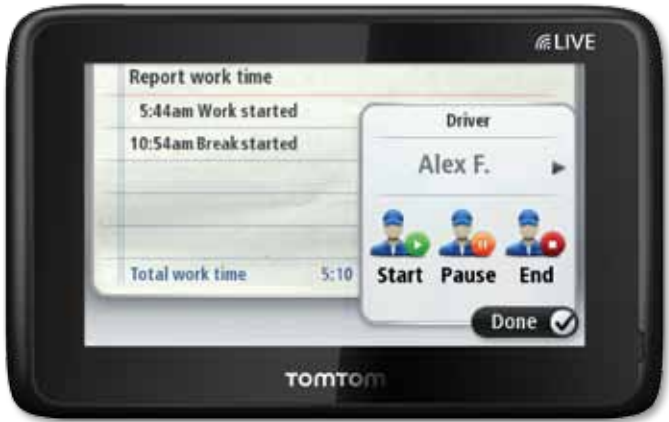 LIVE
Report work time
5:44am Work started
10:54am Break started
Total work time 5:10
Driver
Alex F.
Start Pause End
Done
TOMTOM